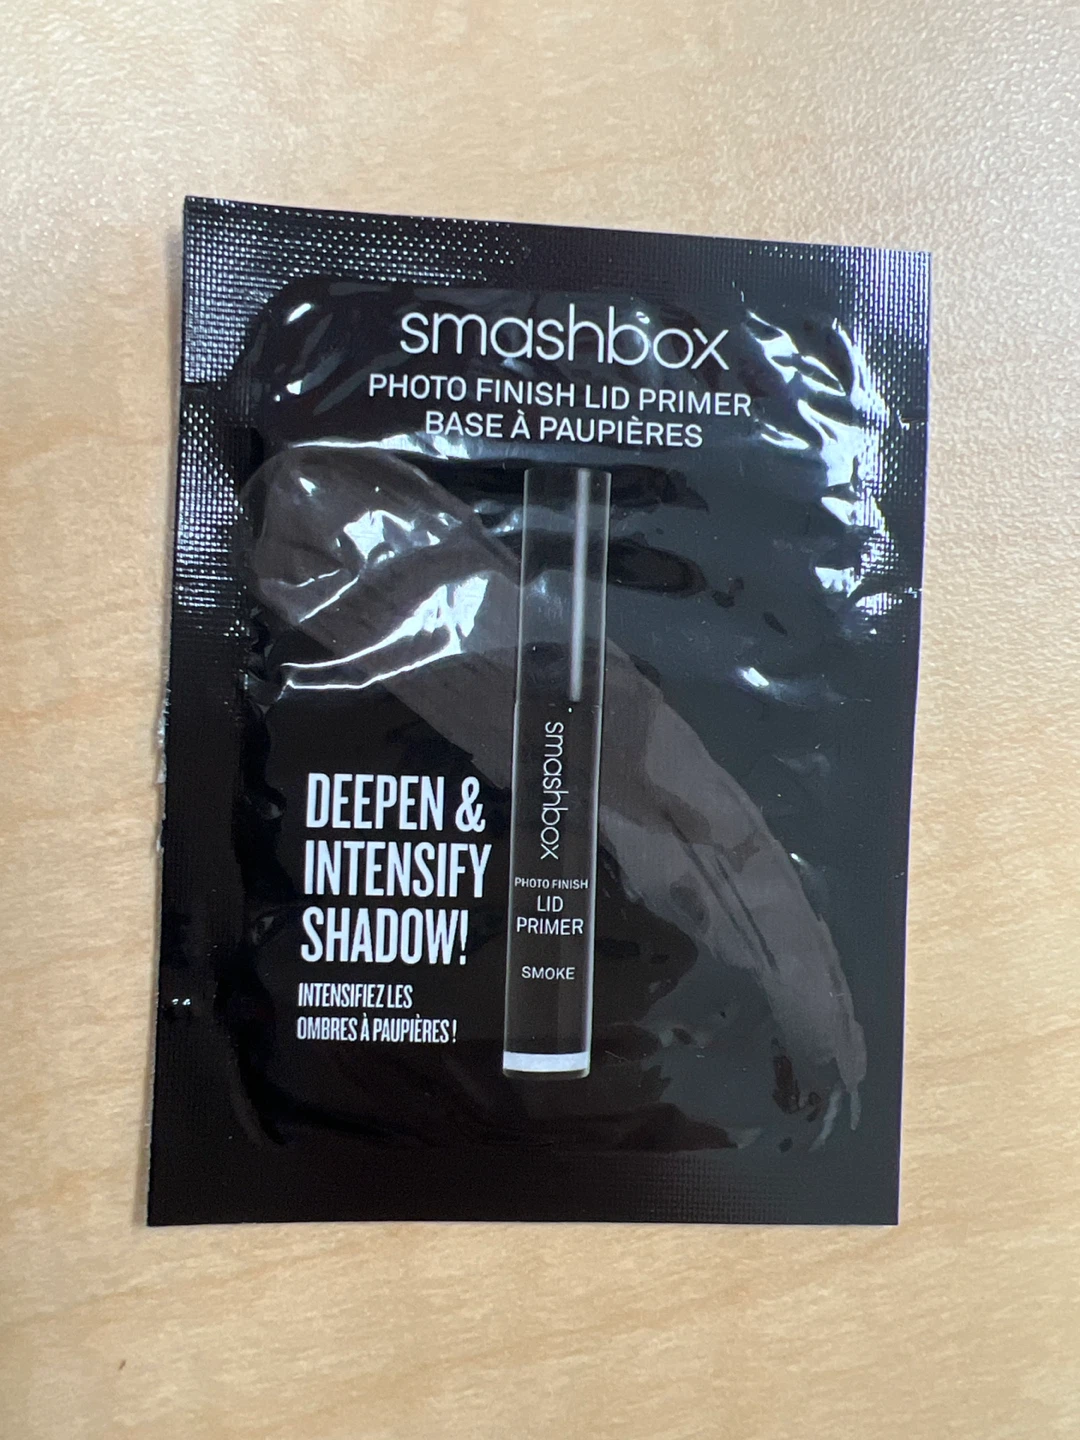 smashbox
PHOTO FINISH LID PRIMER
BASE À PAUPIÈRES
smashbox
PHOTO FINISH
LID
PRIMER
SMOKE
DEEPEN &
INTENSIFY
SHADOW!
INTENSIFIEZ LES
OMBRES À PAUPIÈRES !